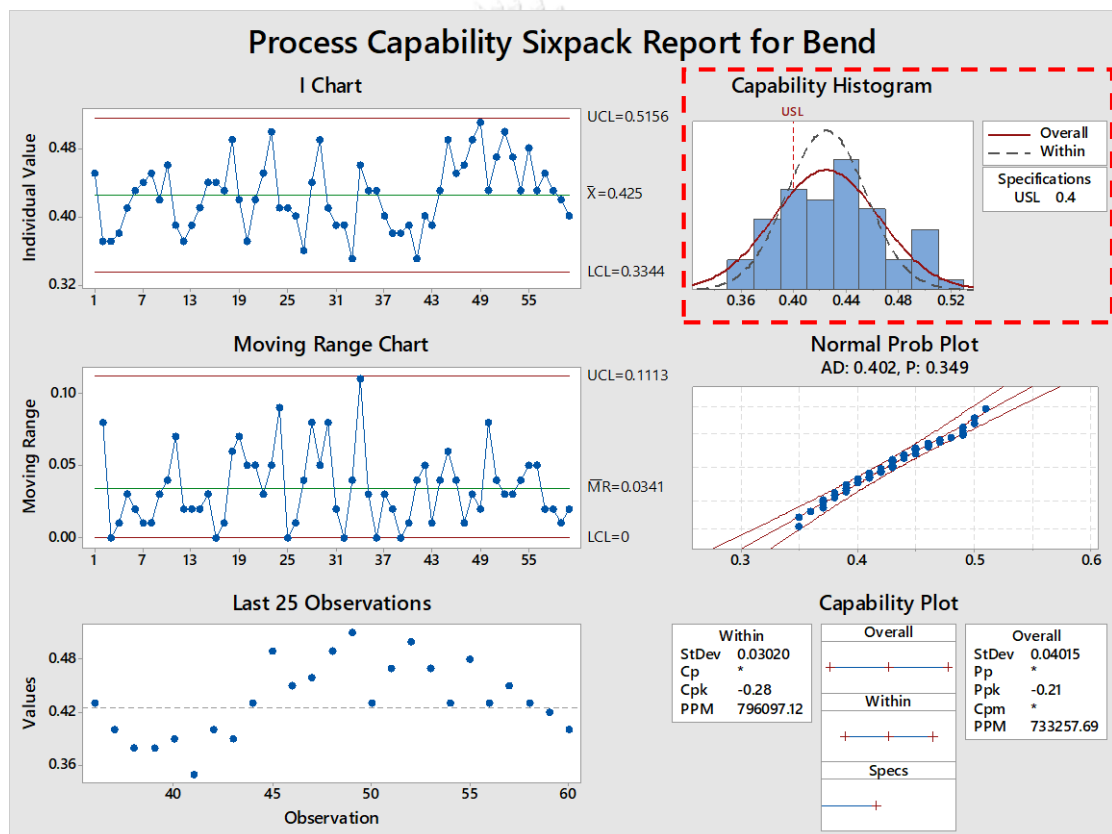 Process Capability Sixpack Report for Bend
I Chart
Individual Value
0.48
0.40
0.32
1 7 13 19 25 31 37 43 49 55
UCL=0.5156
X̄=0.425
LCL=0.3344
Capability Histogram
USL
0.36 0.40 0.44 0.48 0.52
Overall
Within
Specifications
USL 0.4
Moving Range Chart
Moving Range
0.10
0.05
0.00
1 7 13 19 25 31 37 43 49 55
UCL=0.1113
M̅R̅=0.0341
LCL=0
Normal Prob Plot
AD: 0.402, P: 0.349
0.3 0.4 0.5 0.6
Last 25 Observations
Values
0.48
0.42
0.36
40 45 50 55 60
Observation
Capability Plot
Within
StDev 0.03020
Cp *
Cpk -0.28
PPM 796097.12
Overall
Within
Specs
Overall
StDev 0.04015
Pp *
Ppk -0.21
Cpm *
PPM 733257.69